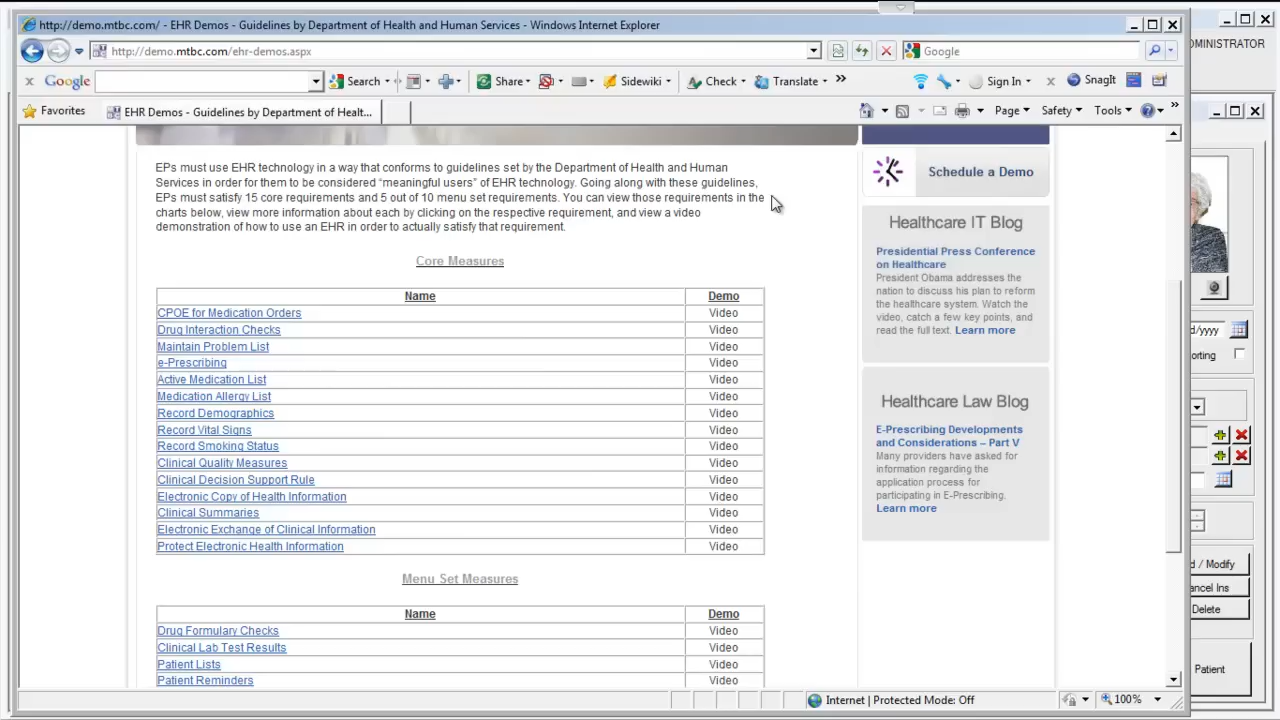 http://demo.mtbc.com/ - EHR Demos - Guidelines by Department of Health and Human Services - Windows Internet Explorer
http://demo.mtbc.com/ehr-demos.aspx
Google
DMINISTRATOR
x Google
Search
Share
Sidewiki
Check
Translate
»
Sign In
x
SnagIt
Favorites
EHR Demos - Guidelines by Department of Healt...
Page
Safety
Tools
»
EPs must use EHR technology in a way that conforms to guidelines set by the Department of Health and Human
Services in order for them to be considered “meaningful users” of EHR technology. Going along with these guidelines,
EPs must satisfy 15 core requirements and 5 out of 10 menu set requirements. You can view those requirements in the
charts below, view more information about each by clicking on the respective requirement, and view a video
demonstration of how to use an EHR in order to actually satisfy that requirement.
Core Measures
Name Demo
CPOE for Medication Orders Video
Drug Interaction Checks Video
Maintain Problem List Video
e-Prescribing Video
Active Medication List Video
Medication Allergy List Video
Record Demographics Video
Record Vital Signs Video
Record Smoking Status Video
Clinical Quality Measures Video
Clinical Decision Support Rule Video
Electronic Copy of Health Information Video
Clinical Summaries Video
Electronic Exchange of Clinical Information Video
Protect Electronic Health Information Video
Menu Set Measures
Name Demo
Drug Formulary Checks Video
Clinical Lab Test Results Video
Patient Lists Video
Patient Reminders Video
Schedule a Demo
Healthcare IT Blog
Presidential Press Conference
on Healthcare
President Obama addresses the
nation to discuss his plan to reform
the healthcare system. Watch the
video, catch a few key points, and
read the full text. Learn more
Healthcare Law Blog
E-Prescribing Developments
and Considerations – Part V
Many providers have asked for
information regarding the
application process for
participating in E-Prescribing.
Learn more
d/yyyy
orting
d / Modify
ancel Ins
Delete
Patient
Internet | Protected Mode: Off
100%